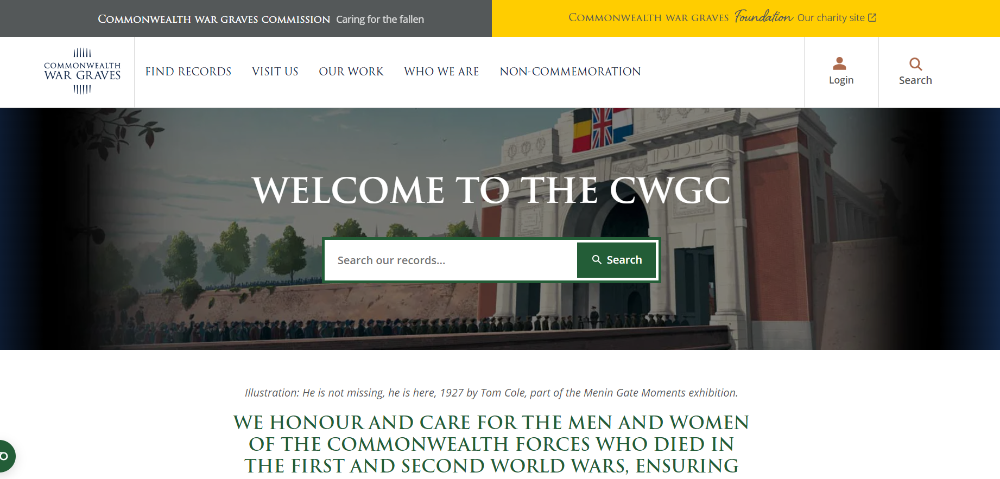 COMMONWEALTH WAR GRAVES COMMISSION Caring for the fallen
COMMONWEALTH WAR GRAVES Foundation Our charity site
COMMONWEALTH
WAR GRAVES
FIND RECORDS VISIT US OUR WORK WHO WE ARE NON-COMMEMORATION
Login
Search
WELCOME TO THE CWGC
Search our records...
Search
Illustration: He is not missing, he is here, 1927 by Tom Cole, part of the Menin Gate Moments exhibition.
WE HONOUR AND CARE FOR THE MEN AND WOMEN
OF THE COMMONWEALTH FORCES WHO DIED IN
THE FIRST AND SECOND WORLD WARS, ENSURING